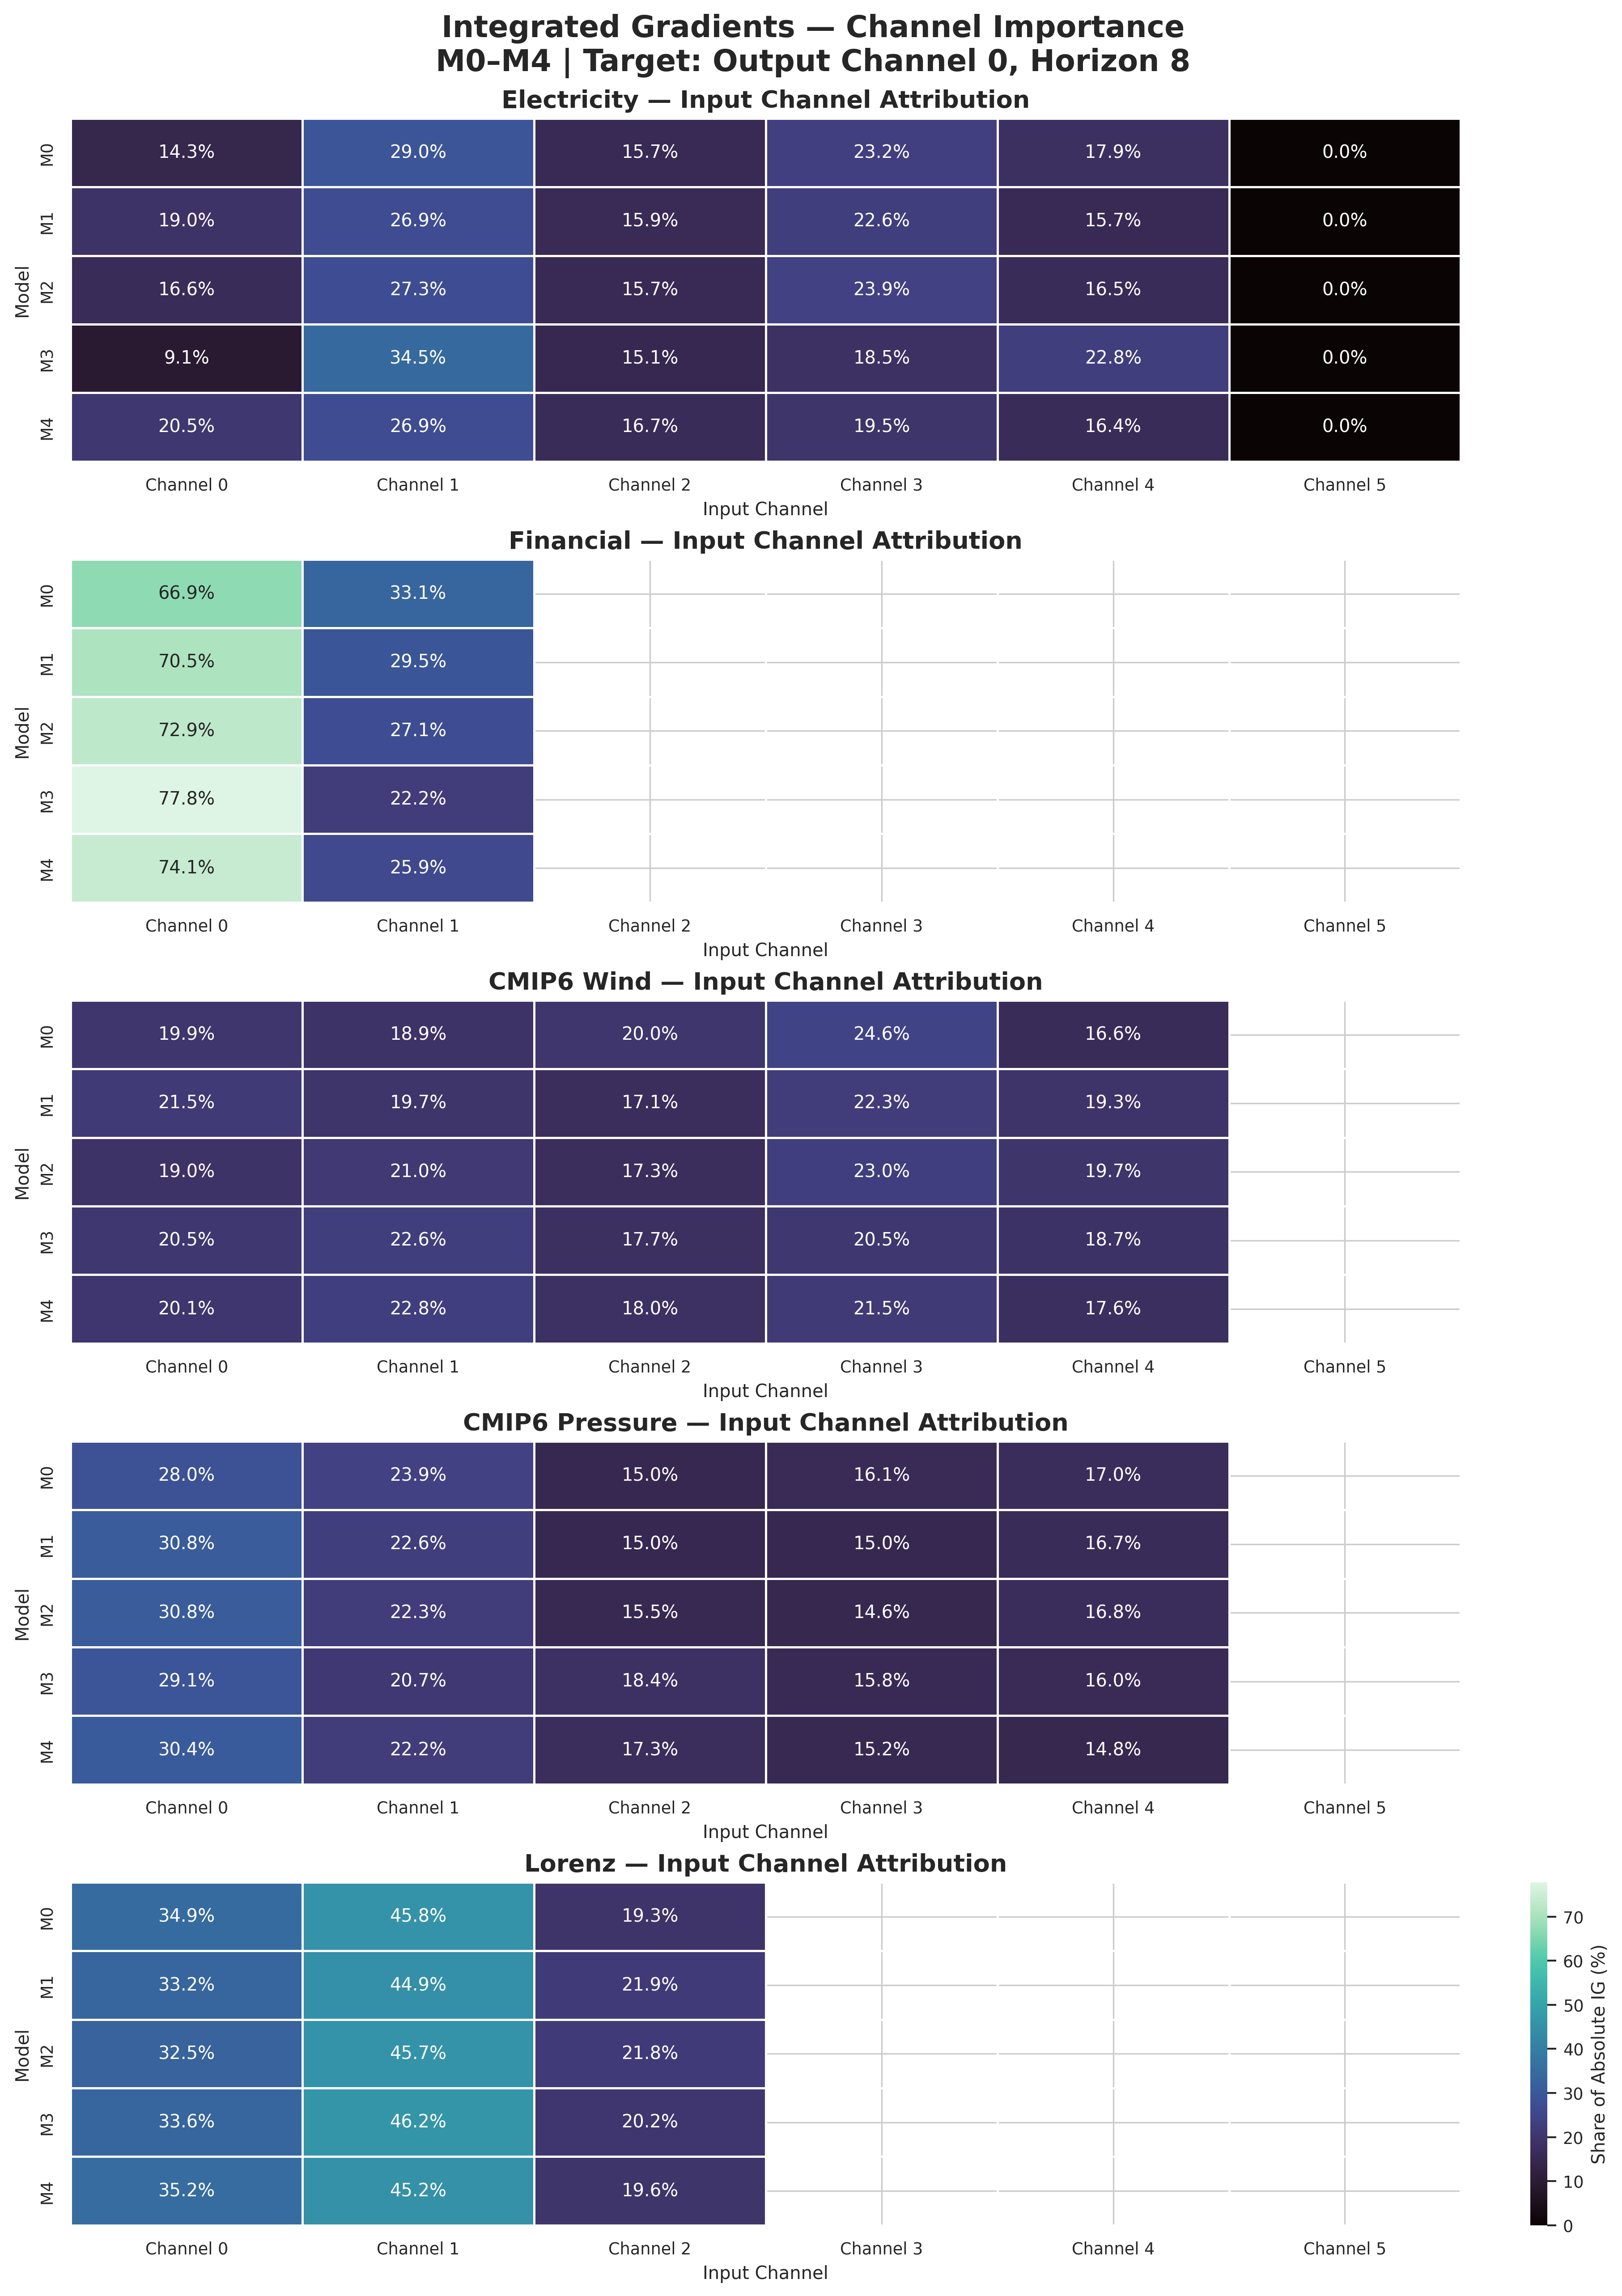 Integrated Gradients — Channel Importance
M0–M4 | Target: Output Channel 0, Horizon 8
Electricity — Input Channel Attribution
Model
M0 14.3% 29.0% 15.7% 23.2% 17.9% 0.0%
M1 19.0% 26.9% 15.9% 22.6% 15.7% 0.0%
M2 16.6% 27.3% 15.7% 23.9% 16.5% 0.0%
M3 9.1% 34.5% 15.1% 18.5% 22.8% 0.0%
M4 20.5% 26.9% 16.7% 19.5% 16.4% 0.0%
Channel 0 Channel 1 Channel 2 Channel 3 Channel 4 Channel 5
Input Channel
Financial — Input Channel Attribution
Model
M0 66.9% 33.1%
M1 70.5% 29.5%
M2 72.9% 27.1%
M3 77.8% 22.2%
M4 74.1% 25.9%
Channel 0 Channel 1 Channel 2 Channel 3 Channel 4 Channel 5
Input Channel
CMIP6 Wind — Input Channel Attribution
Model
M0 19.9% 18.9% 20.0% 24.6% 16.6%
M1 21.5% 19.7% 17.1% 22.3% 19.3%
M2 19.0% 21.0% 17.3% 23.0% 19.7%
M3 20.5% 22.6% 17.7% 20.5% 18.7%
M4 20.1% 22.8% 18.0% 21.5% 17.6%
Channel 0 Channel 1 Channel 2 Channel 3 Channel 4 Channel 5
Input Channel
CMIP6 Pressure — Input Channel Attribution
Model
M0 28.0% 23.9% 15.0% 16.1% 17.0%
M1 30.8% 22.6% 15.0% 15.0% 16.7%
M2 30.8% 22.3% 15.5% 14.6% 16.8%
M3 29.1% 20.7% 18.4% 15.8% 16.0%
M4 30.4% 22.2% 17.3% 15.2% 14.8%
Channel 0 Channel 1 Channel 2 Channel 3 Channel 4 Channel 5
Input Channel
Lorenz — Input Channel Attribution
Model
M0 34.9% 45.8% 19.3%
M1 33.2% 44.9% 21.9%
M2 32.5% 45.7% 21.8%
M3 33.6% 46.2% 20.2%
M4 35.2% 45.2% 19.6%
Channel 0 Channel 1 Channel 2 Channel 3 Channel 4 Channel 5
Input Channel
70
60
50
40
30
20
10
0
Share of Absolute IG (%)